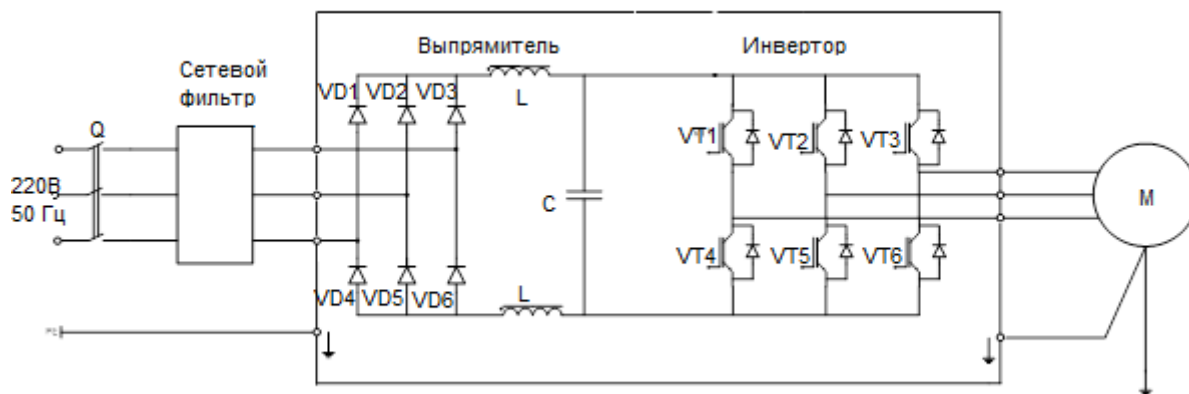 Выпрямитель
Инвертор
Сетевой
фильтр
VD1
VD2
VD3
L
Q
VT1
VT2
VT3
220В
50 Гц
C
М
VT4
VT5
VT6
VD4
VD5
VD6
L